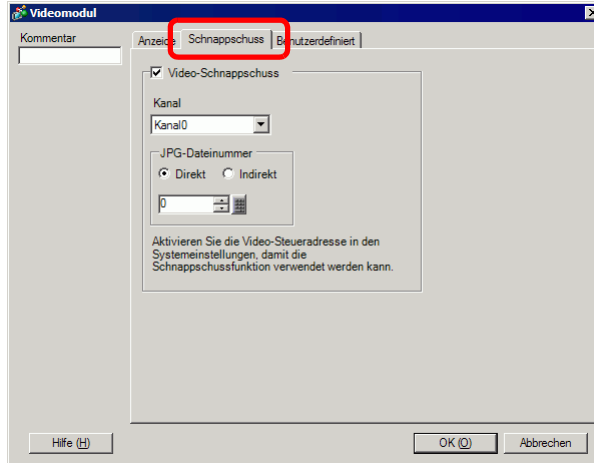 Videomodul
Kommentar
Anzeige Schnappschuss Benutzerdefiniert
Video-Schnappschuss
Kanal
Kanal0
JPG-Dateinummer
Direkt Indirekt
0
Aktivieren Sie die Video-Steueradresse in den
Systemeinstellungen, damit die
Schnappschussfunktion verwendet werden kann.
Hilfe (H) OK (O) Abbrechen